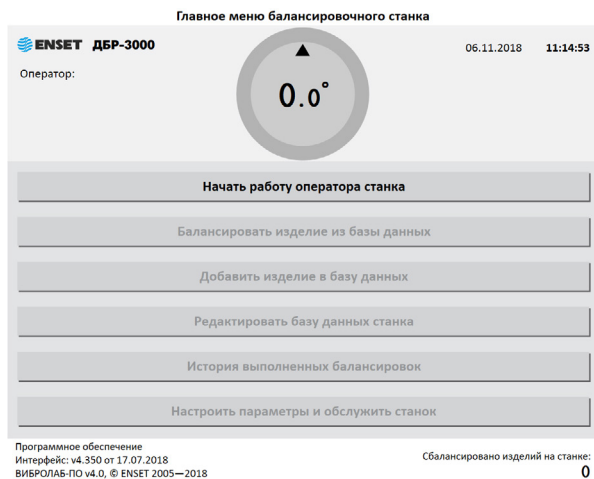 Главное меню балансировочного станка
ENSET ДБР-3000
06.11.2018 11:14:53
Оператор:
0.0°
Начать работу оператора станка
Балансировать изделие из базы данных
Добавить изделие в базу данных
Редактировать базу данных станка
История выполненных балансировок
Настроить параметры и обслужить станок
Программное обеспечение
Интерфейс: v4.350 от 17.07.2018
ВИБРОЛАБ-ПО v4.0, © ENSET 2005—2018
Сбалансировано изделий на станке:
0